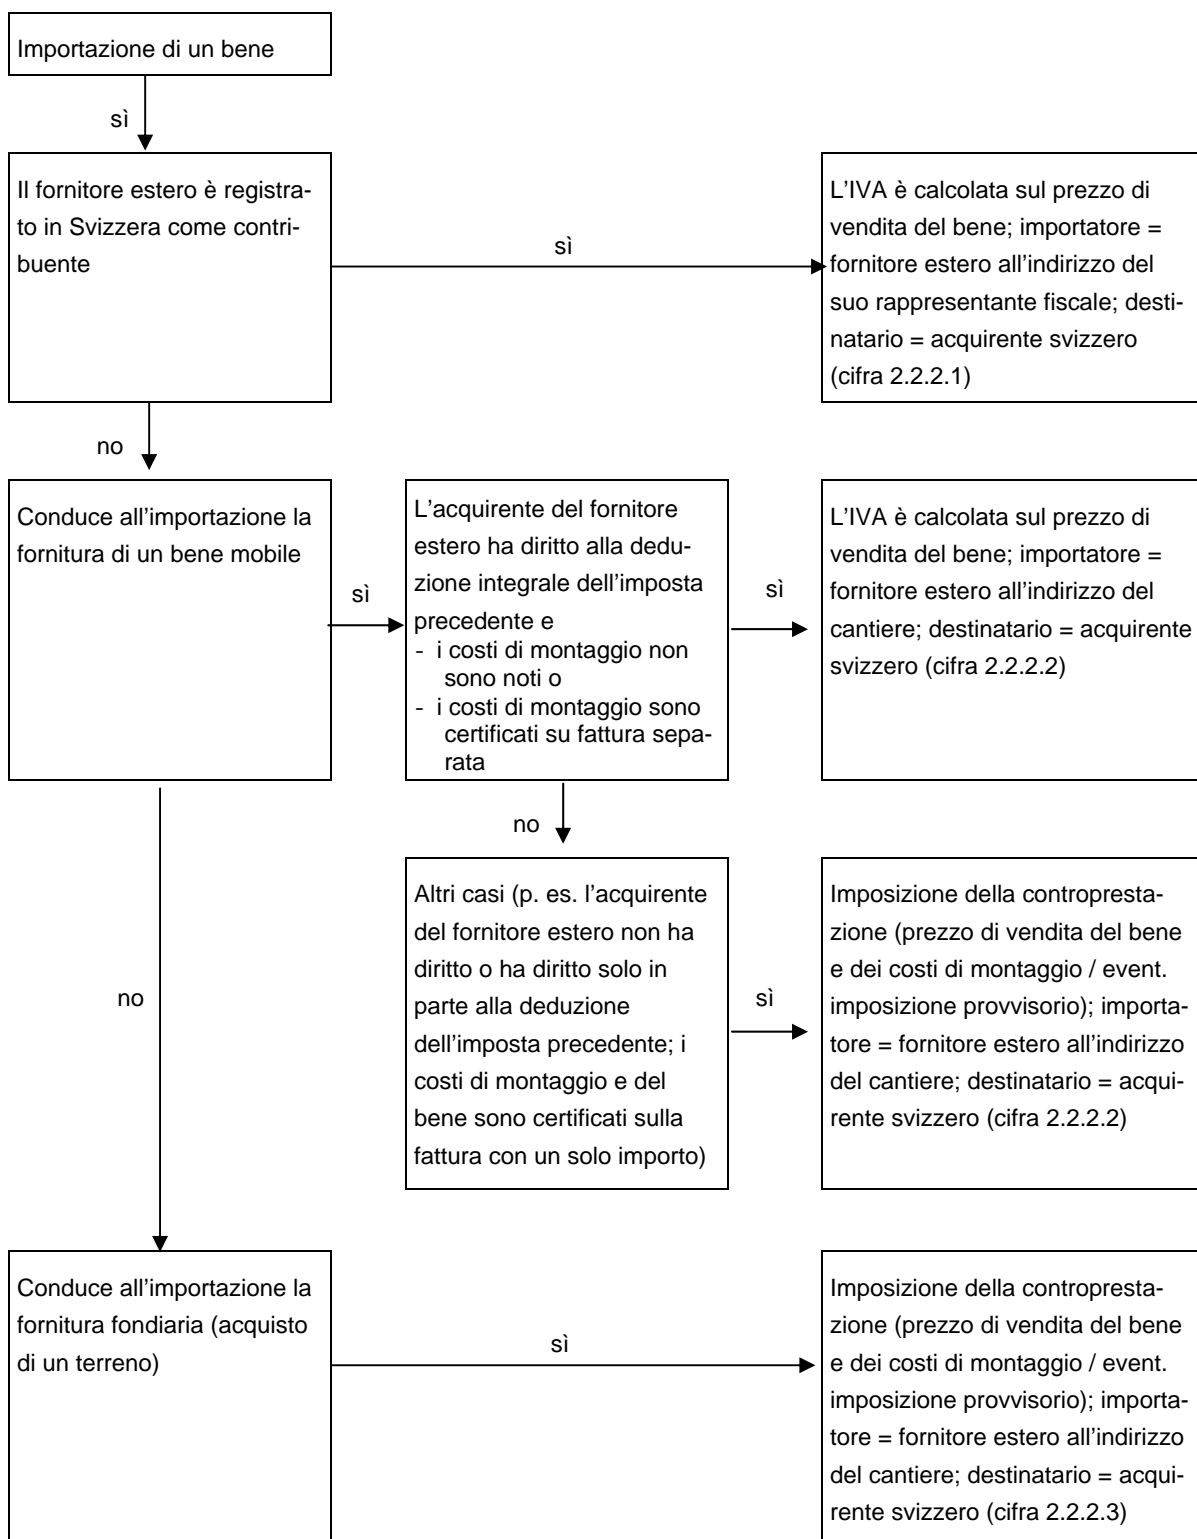 Importazione di un bene
sì
Il fornitore estero è registra-
to in Svizzera come contri-
buente
sì
L'IVA è calcolata sul prezzo di
vendita del bene; importatore =
fornitore estero all'indirizzo del
suo rappresentante fiscale; desti-
natario = acquirente svizzero
(cifra 2.2.2.1)
no
Conduce all'importazione la
fornitura di un bene mobile
sì
L'acquirente del fornitore
estero ha diritto alla dedu-
zione integrale dell'imposta
precedente e
- i costi di montaggio non
sono noti o
- i costi di montaggio sono
certificati su fattura sepa-
rata
sì
L'IVA è calcolata sul prezzo di
vendita del bene; importatore =
fornitore estero all'indirizzo del
cantiere; destinatario = acquirente
svizzero (cifra 2.2.2.2)
no
Altri casi (p. es. l'acquirente
del fornitore estero non ha
diritto o ha diritto solo in
parte alla deduzione
dell'imposta precedente; i
costi di montaggio e del
bene sono certificati sulla
fattura con un solo importo)
sì
Imposizione della contropresta-
zione (prezzo di vendita del bene
e dei costi di montaggio / event.
imposizione provvisorio); importa-
tore = fornitore estero all'indirizzo
del cantiere; destinatario = acqui-
rente svizzero (cifra 2.2.2.2)
no
Conduce all'importazione la
fornitura fondiaria (acquisto
di un terreno)
sì
Imposizione della contropresta-
zione (prezzo di vendita del bene
e dei costi di montaggio / event.
imposizione provvisorio); importa-
tore = fornitore estero all'indirizzo
del cantiere; destinatario = acqui-
rente svizzero (cifra 2.2.2.3)